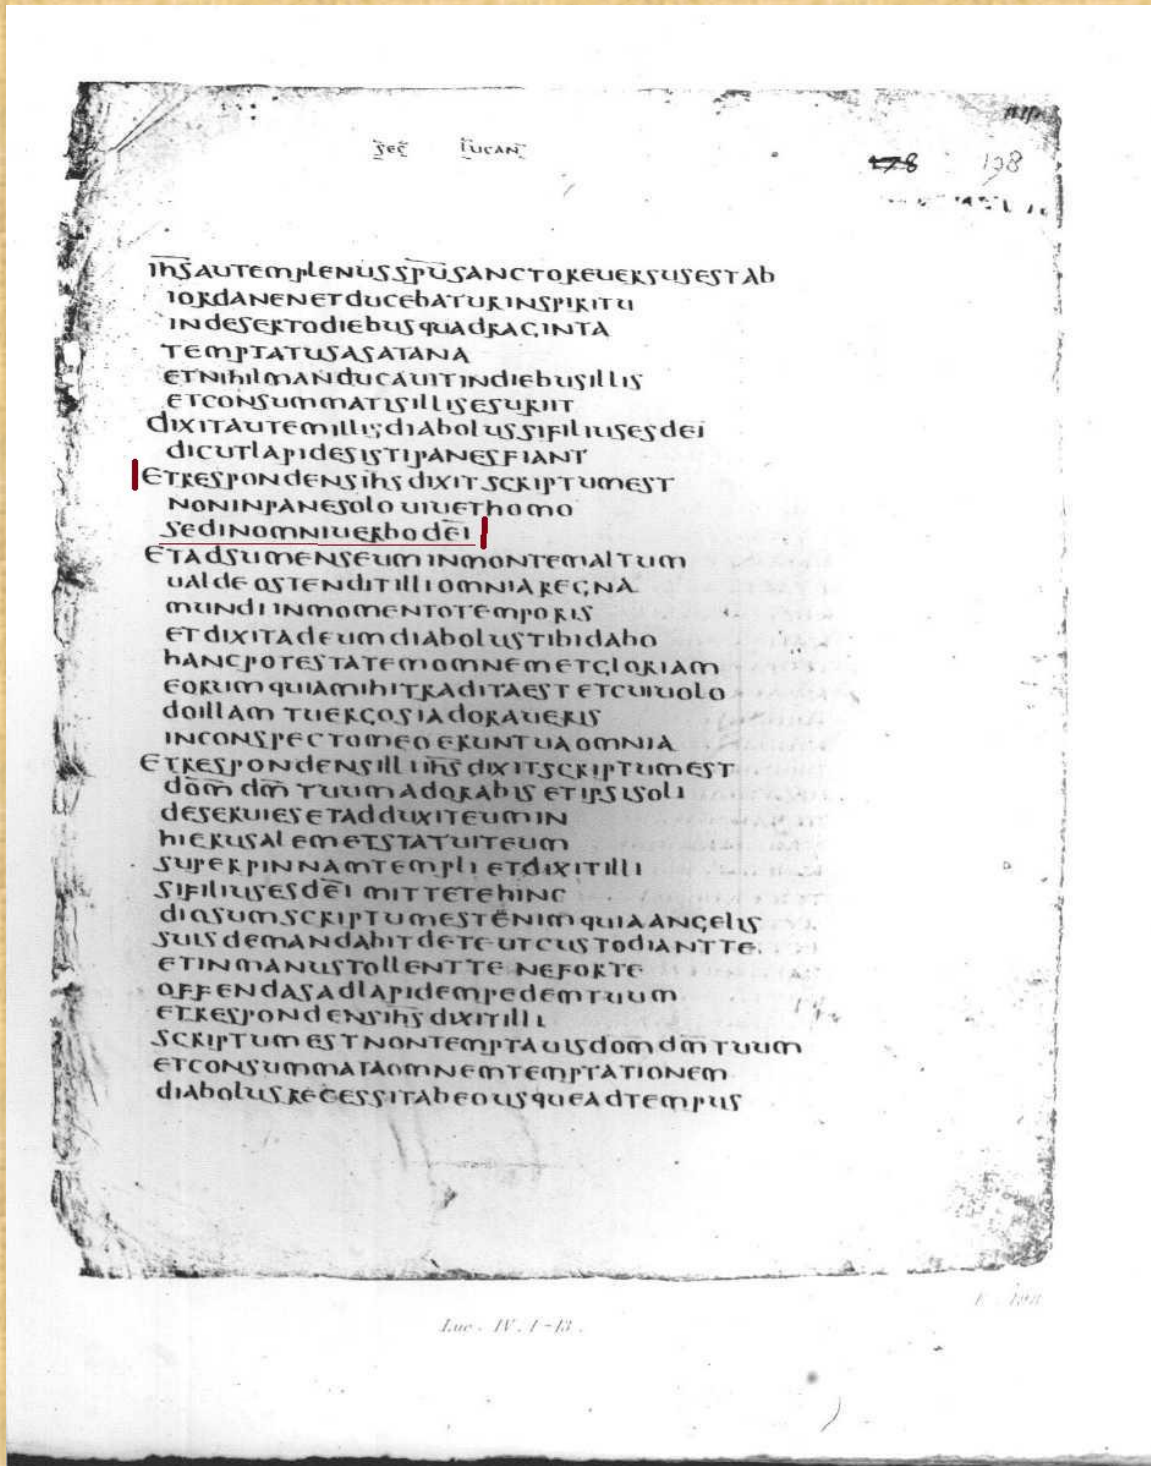 sec lucan
178 198
ihs autem plenus spu sancto reuersus est ab
iordanen et ducebatur in spiritu
in deserto diebus quadraginta
temptatus a satana
et nihil manducauit in diebus illis
et consummatis illis esuriit
dixit autem illis diabolus si filius es dei
dic ut lapides isti panes fiant
et respondens ihs dixit scriptum est
non in pane solo uiuet homo
sed in omni uerbo dei
et adsumens eum in montem altum
ualde ostendit illi omnia regna
mundi in momento temporis
et dixit ad eum diabolus tibi dabo
hanc potestatem omnem et gloriam
eorum quia mihi tradita est et cui uolo
do illam tu ergo si adoraueris
in conspecto meo erunt tua omnia
et respondens illi ihs dixit scriptum est
dom dm tuum adorabis et ipsi soli
deseruies et adduxit eum in
hierusalem et statuit eum
super pinnam templi et dixit illi
si filius es dei mitte te hinc
diosum scriptum est enim quia angelis
suis demandabit de te ut custodiant te
et in manus tollent te ne forte
offendas ad lapidem pedem tuum
et respondens ihs dixit illi
scriptum est non temptauis dom dm tuum
et consummata omnem temptationem
diabolus recessit ab eo usque ad tempus
Luc. IV. 1-13.